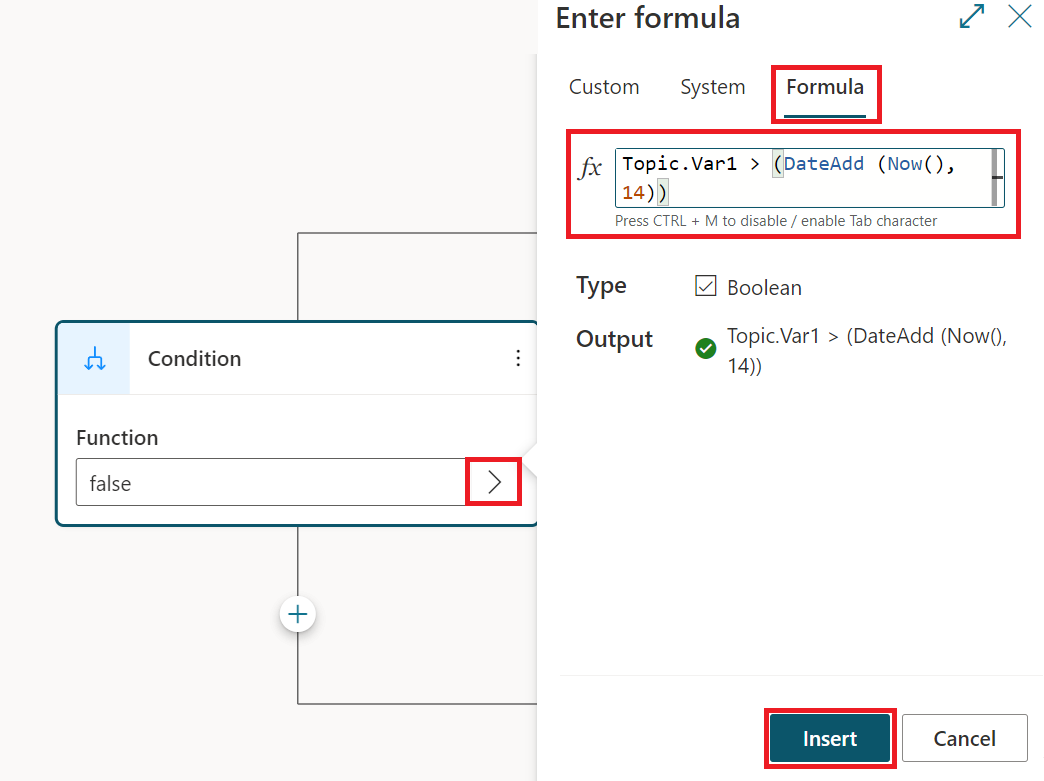 Enter formula
Custom System Formula
fx Topic.Var1 > (DateAdd (Now(),
14))
Press CTRL + M to disable / enable Tab character
Type Boolean
Output Topic.Var1 > (DateAdd (Now(),
14))
Condition
Function
false
Insert Cancel